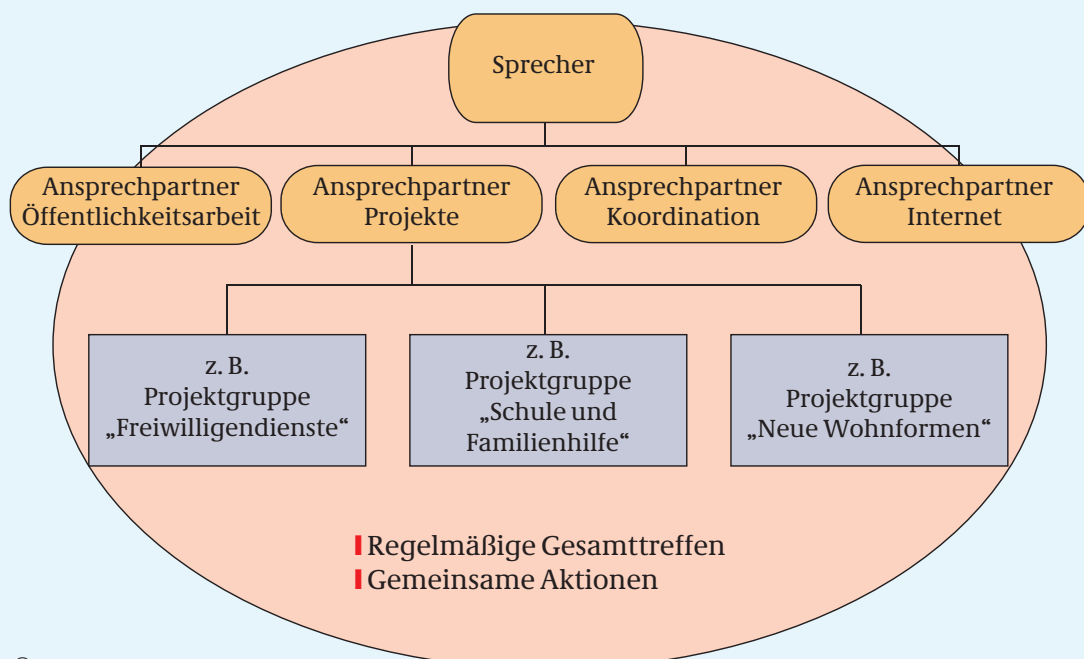 Sprecher
Ansprechpartner
Öffentlichkeitsarbeit
Ansprechpartner
Projekte
Ansprechpartner
Koordination
Ansprechpartner
Internet
z. B.
Projektgruppe
„Freiwilligendienste“
z. B.
Projektgruppe
„Schule und
Familienhilfe“
z. B.
Projektgruppe
„Neue Wohnformen“
Regelmäßige Gesamttreffen
Gemeinsame Aktionen